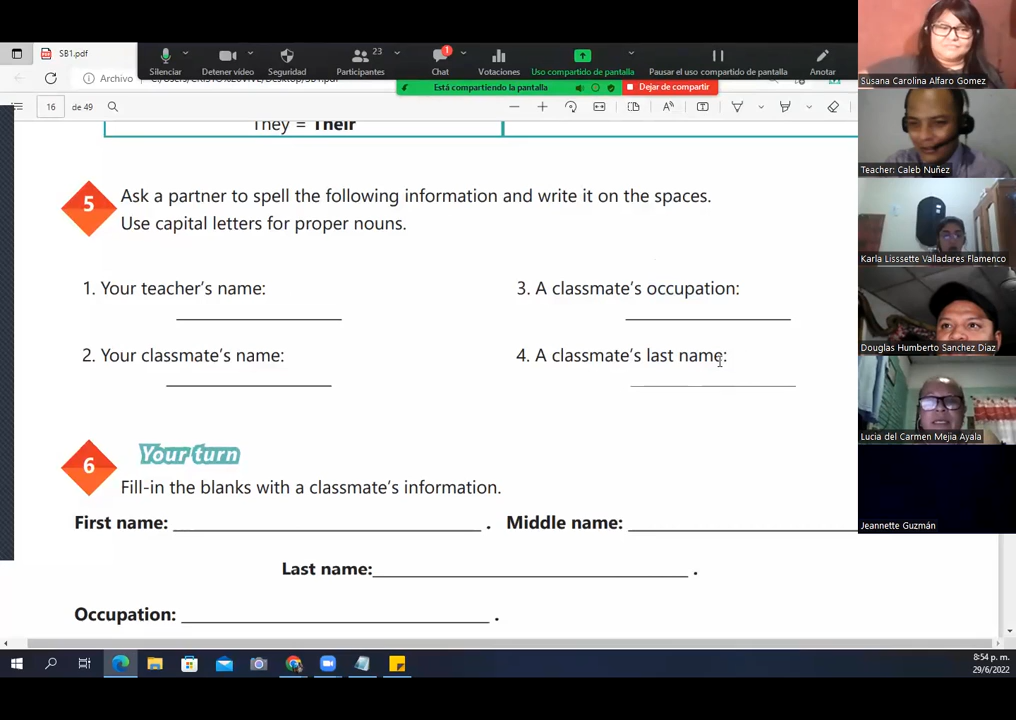 SB1.pdf
Silenciar
Detener vídeo
Seguridad
23
Participantes
1
Chat
Votaciones
Uso compartido de pantalla
Pausar el uso compartido de pantalla
Anotar
Archivo
Está compartiendo la pantalla
Dejar de compartir
16 de 49
They = Their
5
Ask a partner to spell the following information and write it on the spaces.
Use capital letters for proper nouns.
1. Your teacher's name:
3. A classmate's occupation:
2. Your classmate's name:
4. A classmate's last name:
6
Your turn
Fill-in the blanks with a classmate's information.
First name: . Middle name:
Last name: .
Occupation: .
Susana Carolina Alfaro Gomez
Teacher: Caleb Nuñez
Karla Lisssette Valladares Flamenco
Douglas Humberto Sanchez Diaz
Lucia del Carmen Mejia Ayala
Jeannette Guzmán
8:54 p. m.
29/6/2022